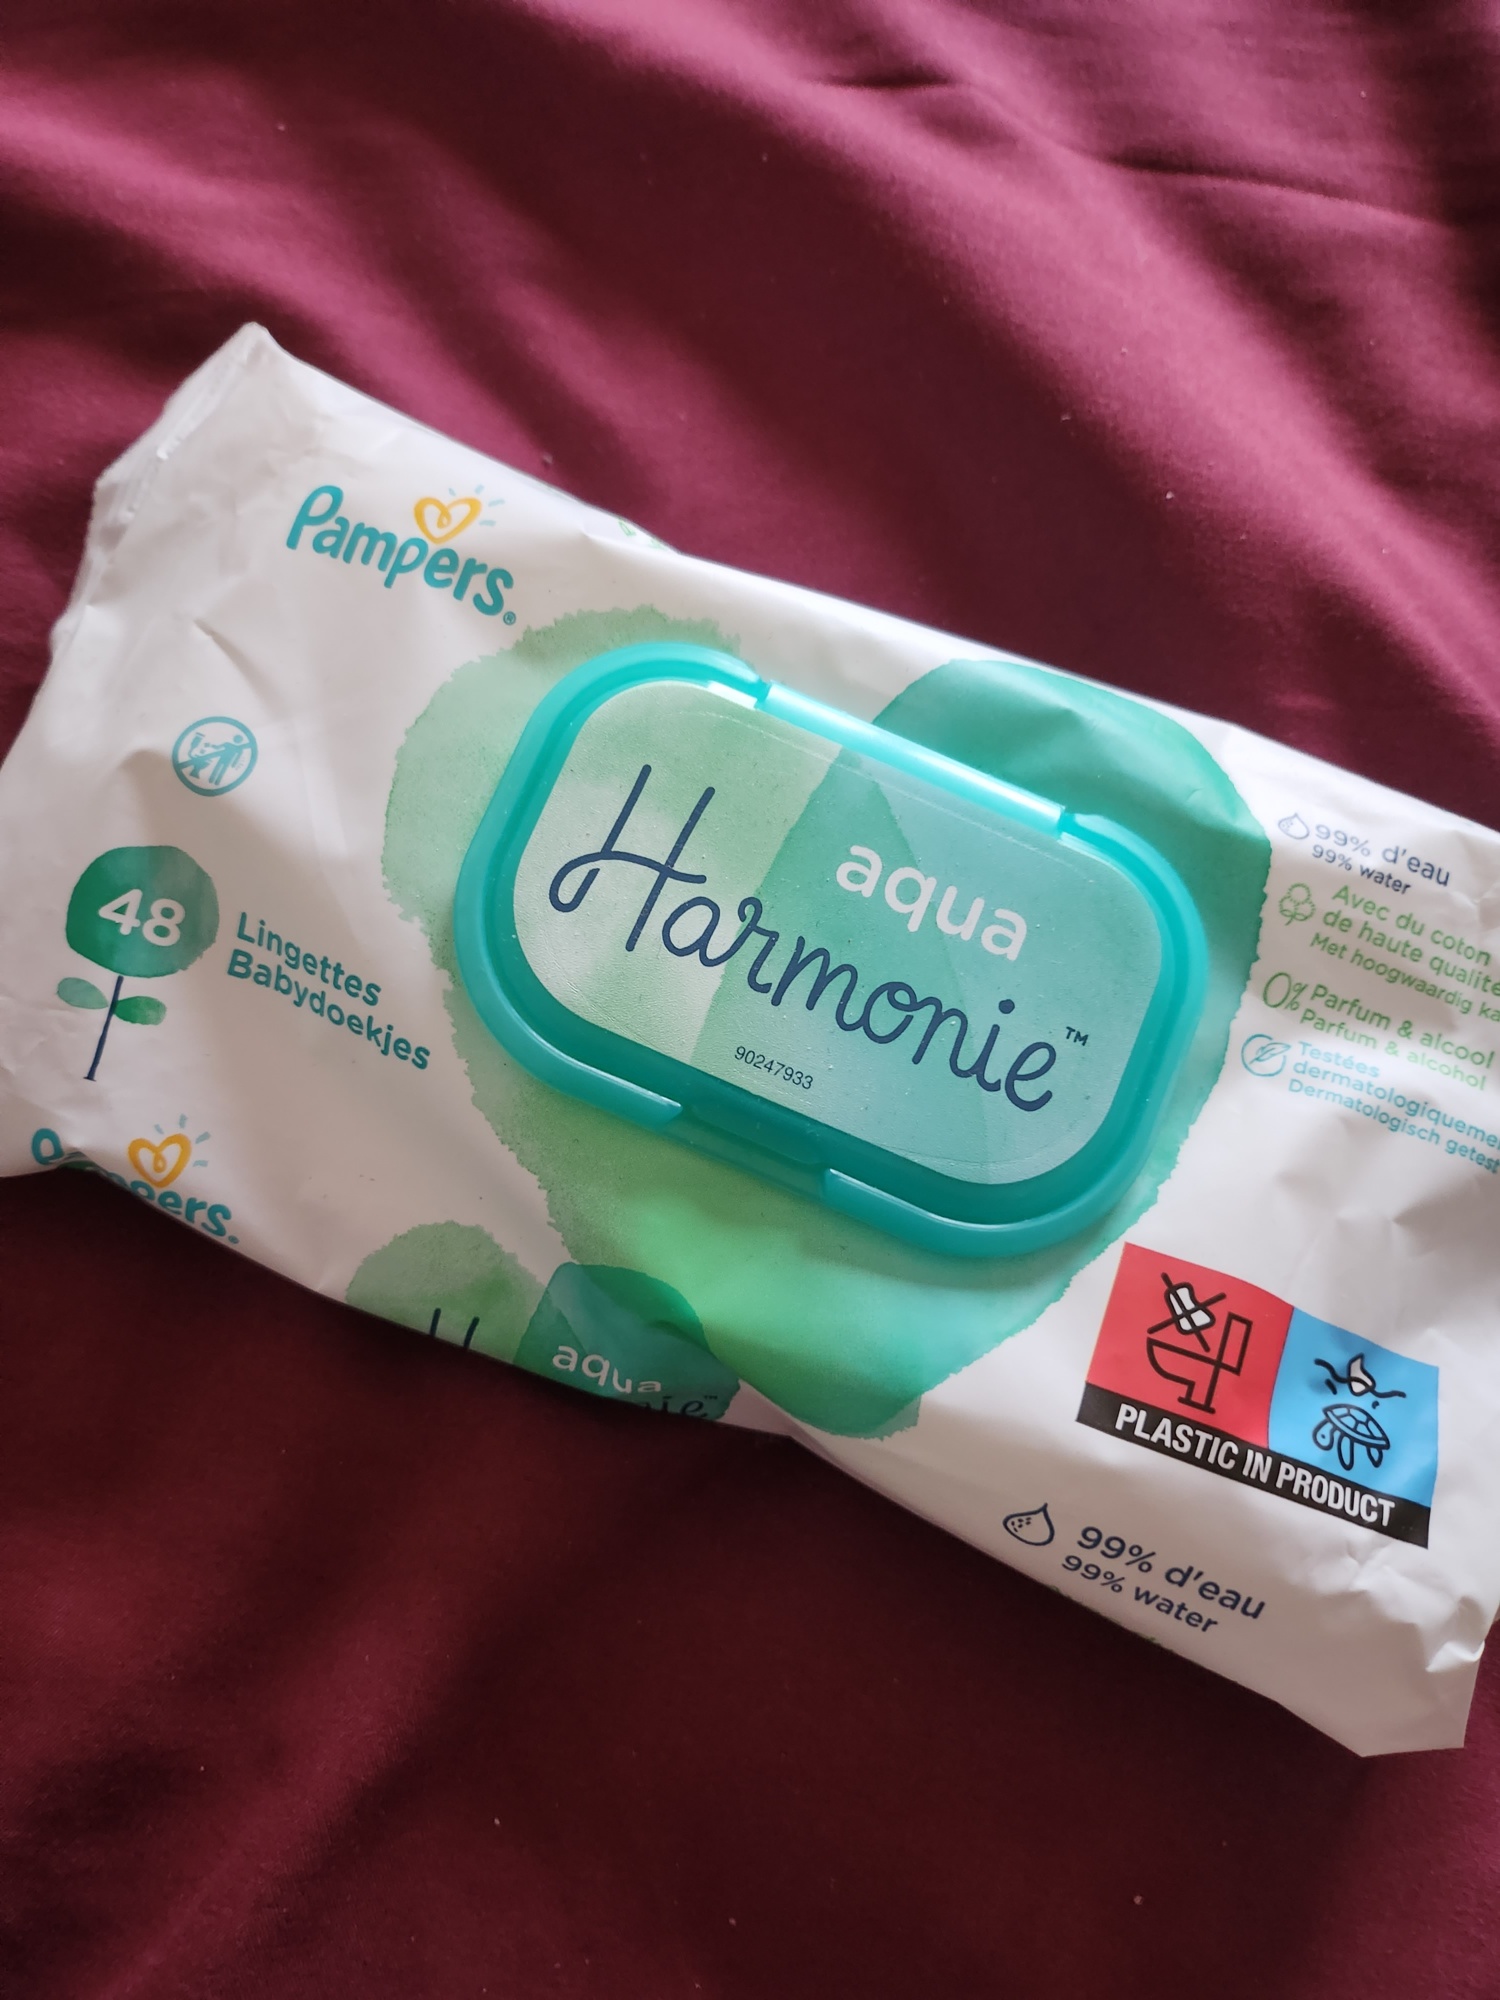 Pampers®
48
Lingettes
Babydoekjes
aqua
Harmonie™
90247933
99% d'eau
99% water
Avec du coton
de haute qualité
Met hoogwaardig
0% Parfum & alcool
Parfum & alcohol
Testées
dermatologiquement
Dermatologisch
PLASTIC IN PRODUCT
99% d'eau
99% water
Pampers®
aqua